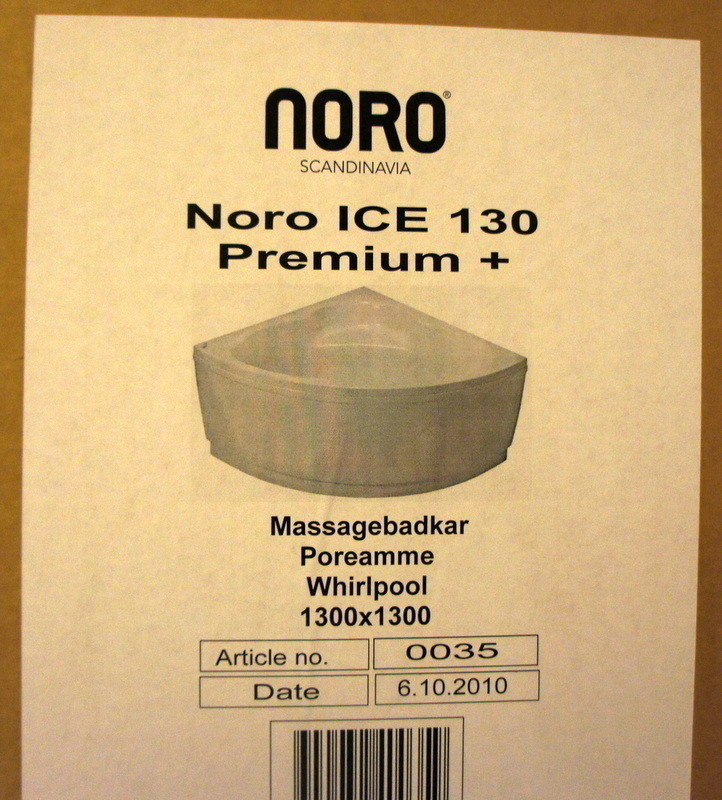 NORO®
SCANDINAVIA
Noro ICE 130
Premium +
Massagebadkar
Poreamme
Whirlpool
1300x1300
Article no. 0035
Date 6.10.2010